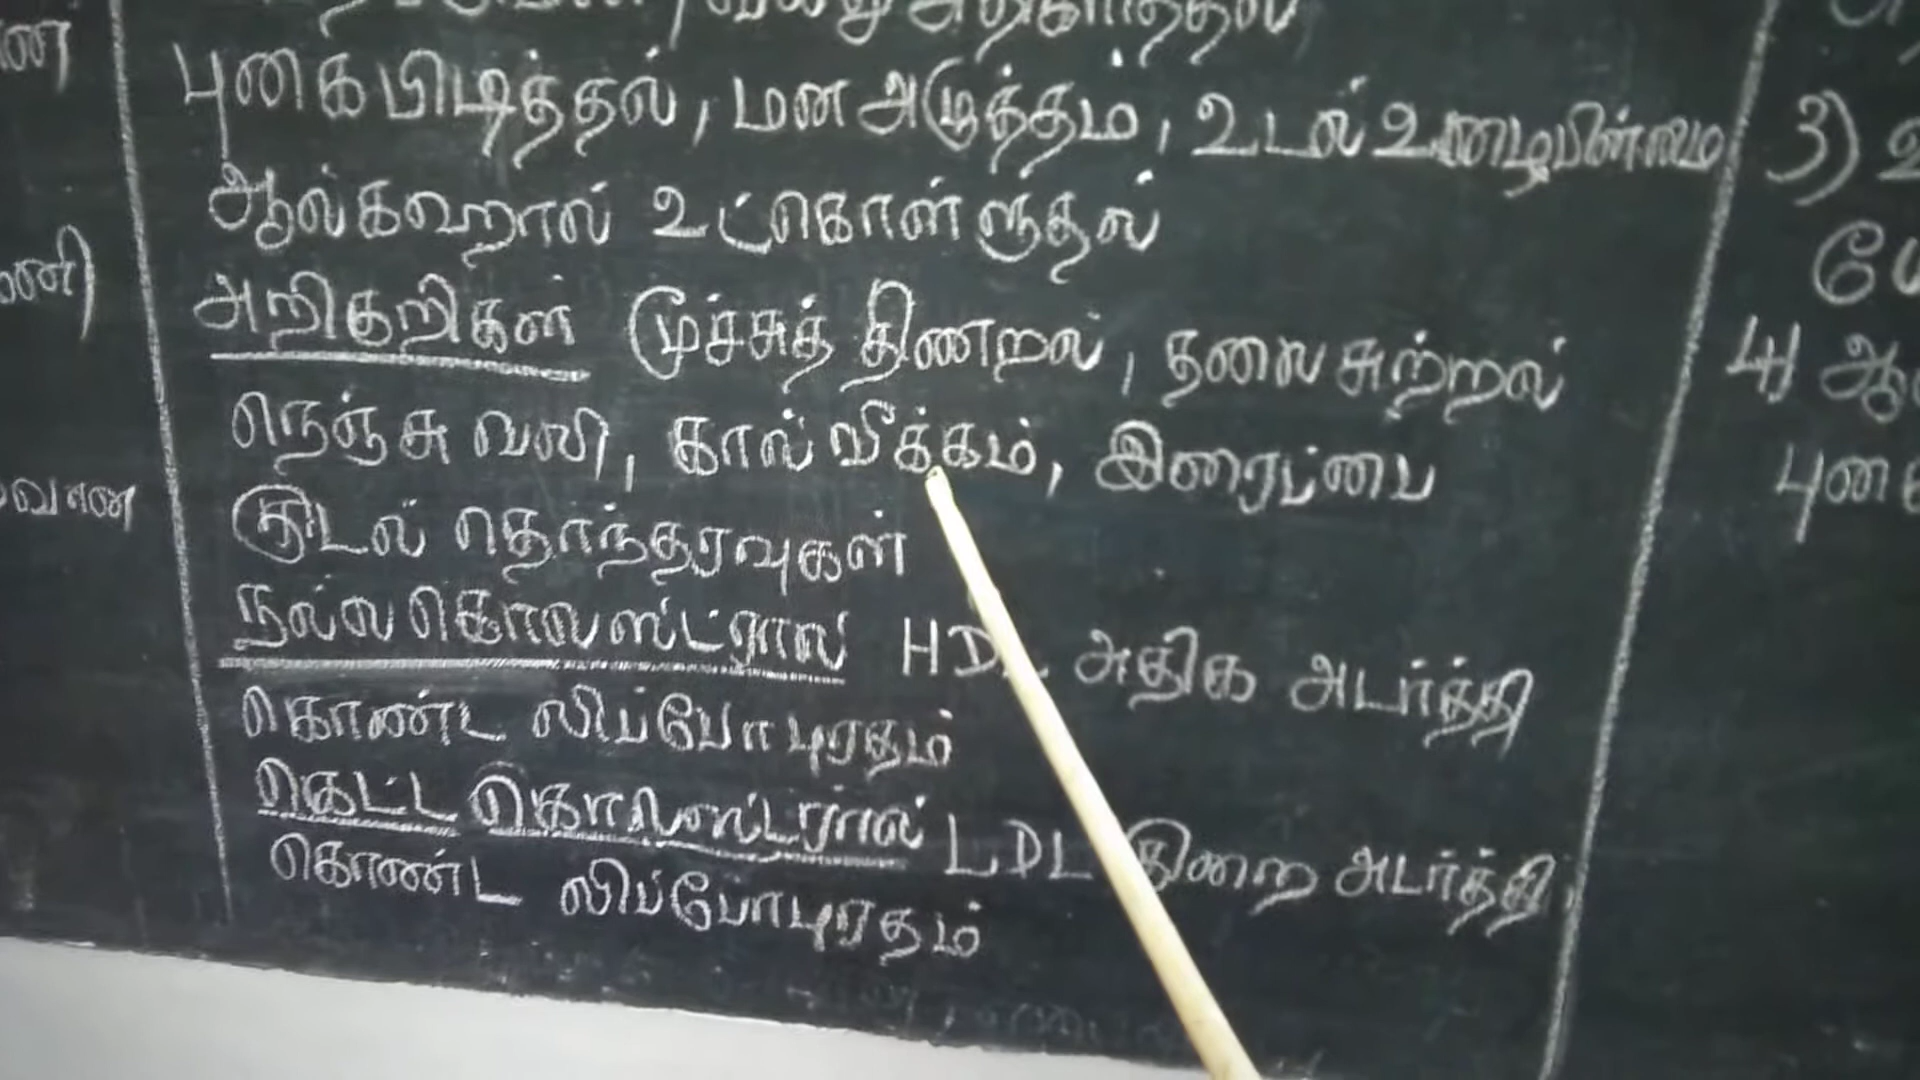 புகைபிடித்தல், மன அழுத்தம், உடல் உழைபின்மை
ஆல்கஹால் உட்கொள்ளுதல்
அறிகுறிகள் மூச்சுத் திணறல், தலை சுற்றல்
நெஞ்சு வலி, கால் வீக்கம், இரைப்பை
குடல் தொந்தரவுகள்
நல்ல கொலஸ்ட்ரால் HDL அதிக அடர்த்தி
கொண்ட லிப்போபுரதம்
கெட்ட கொலஸ்ட்ரால் LDL குறை அடர்த்தி
கொண்ட லிப்போபுரதம்
3)
4)